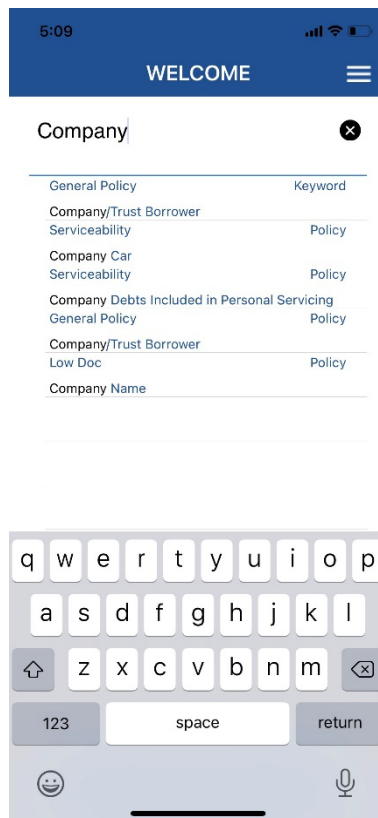 5:09
WELCOME
Company
General Policy Keyword
Company/Trust Borrower
Serviceability Policy
Company Car
Serviceability Policy
Company Debts Included in Personal Servicing
General Policy Policy
Company/Trust Borrower
Low Doc Policy
Company Name
q w e r t y u i o p
a s d f g h j k l
z x c v b n m
123 space return